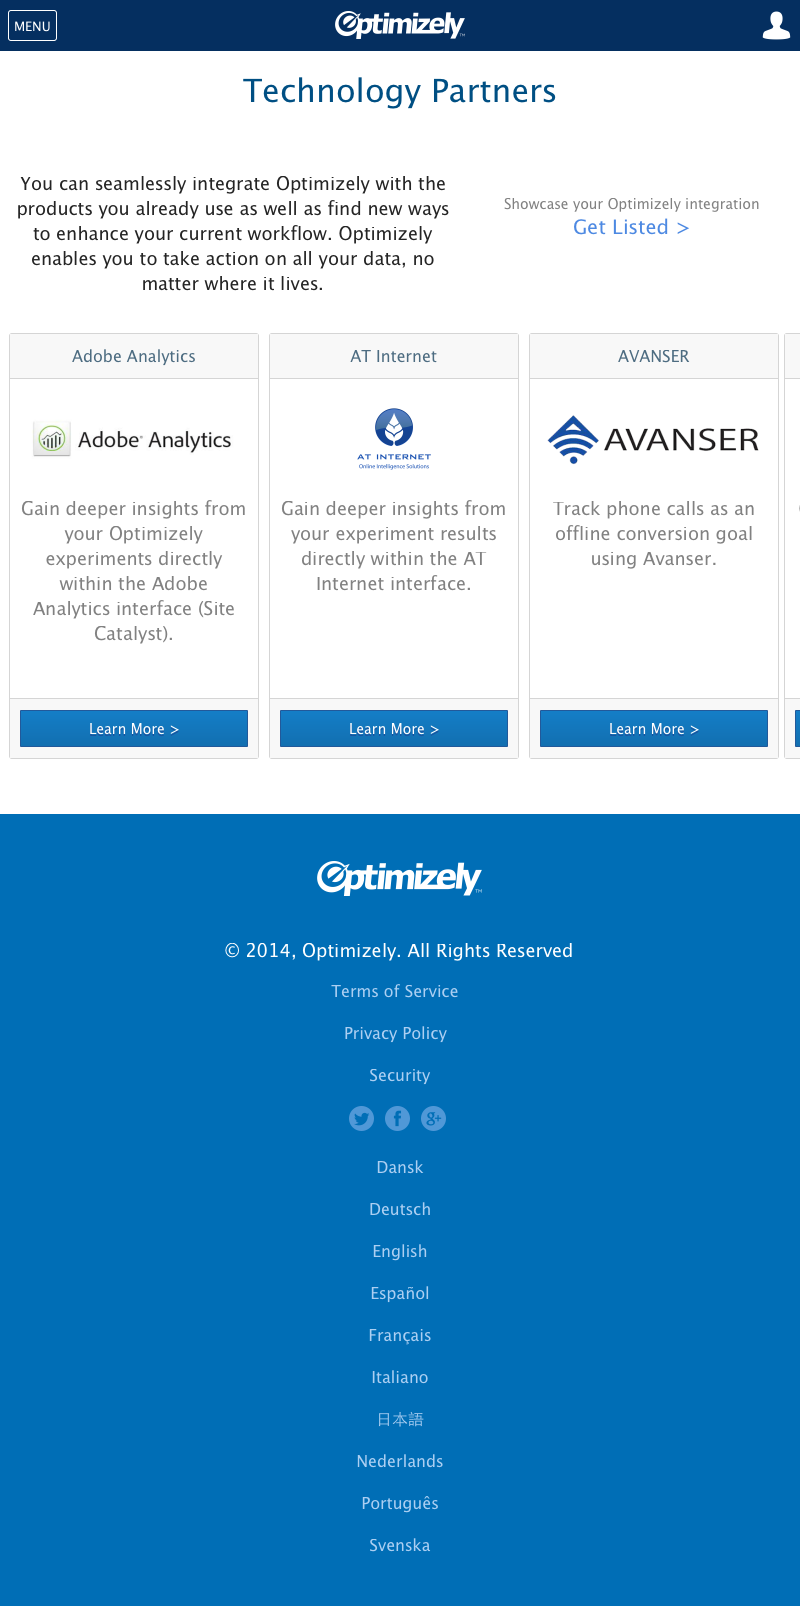 MENU
Optimizely™
Technology Partners
You can seamlessly integrate Optimizely with the
products you already use as well as find new ways
to enhance your current workflow. Optimizely
enables you to take action on all your data, no
matter where it lives.
Showcase your Optimizely integration
Get Listed >
Adobe Analytics
Adobe® Analytics
Gain deeper insights from
your Optimizely
experiments directly
within the Adobe
Analytics interface (Site
Catalyst).
Learn More >
AT Internet
AT INTERNET
Online Intelligence Solutions
Gain deeper insights from
your experiment results
directly within the AT
Internet interface.
Learn More >
AVANSER
AVANSER
Track phone calls as an
offline conversion goal
using Avanser.
Learn More >
Optimizely™
© 2014, Optimizely. All Rights Reserved
Terms of Service
Privacy Policy
Security
Dansk
Deutsch
English
Español
Français
Italiano
日本語
Nederlands
Português
Svenska